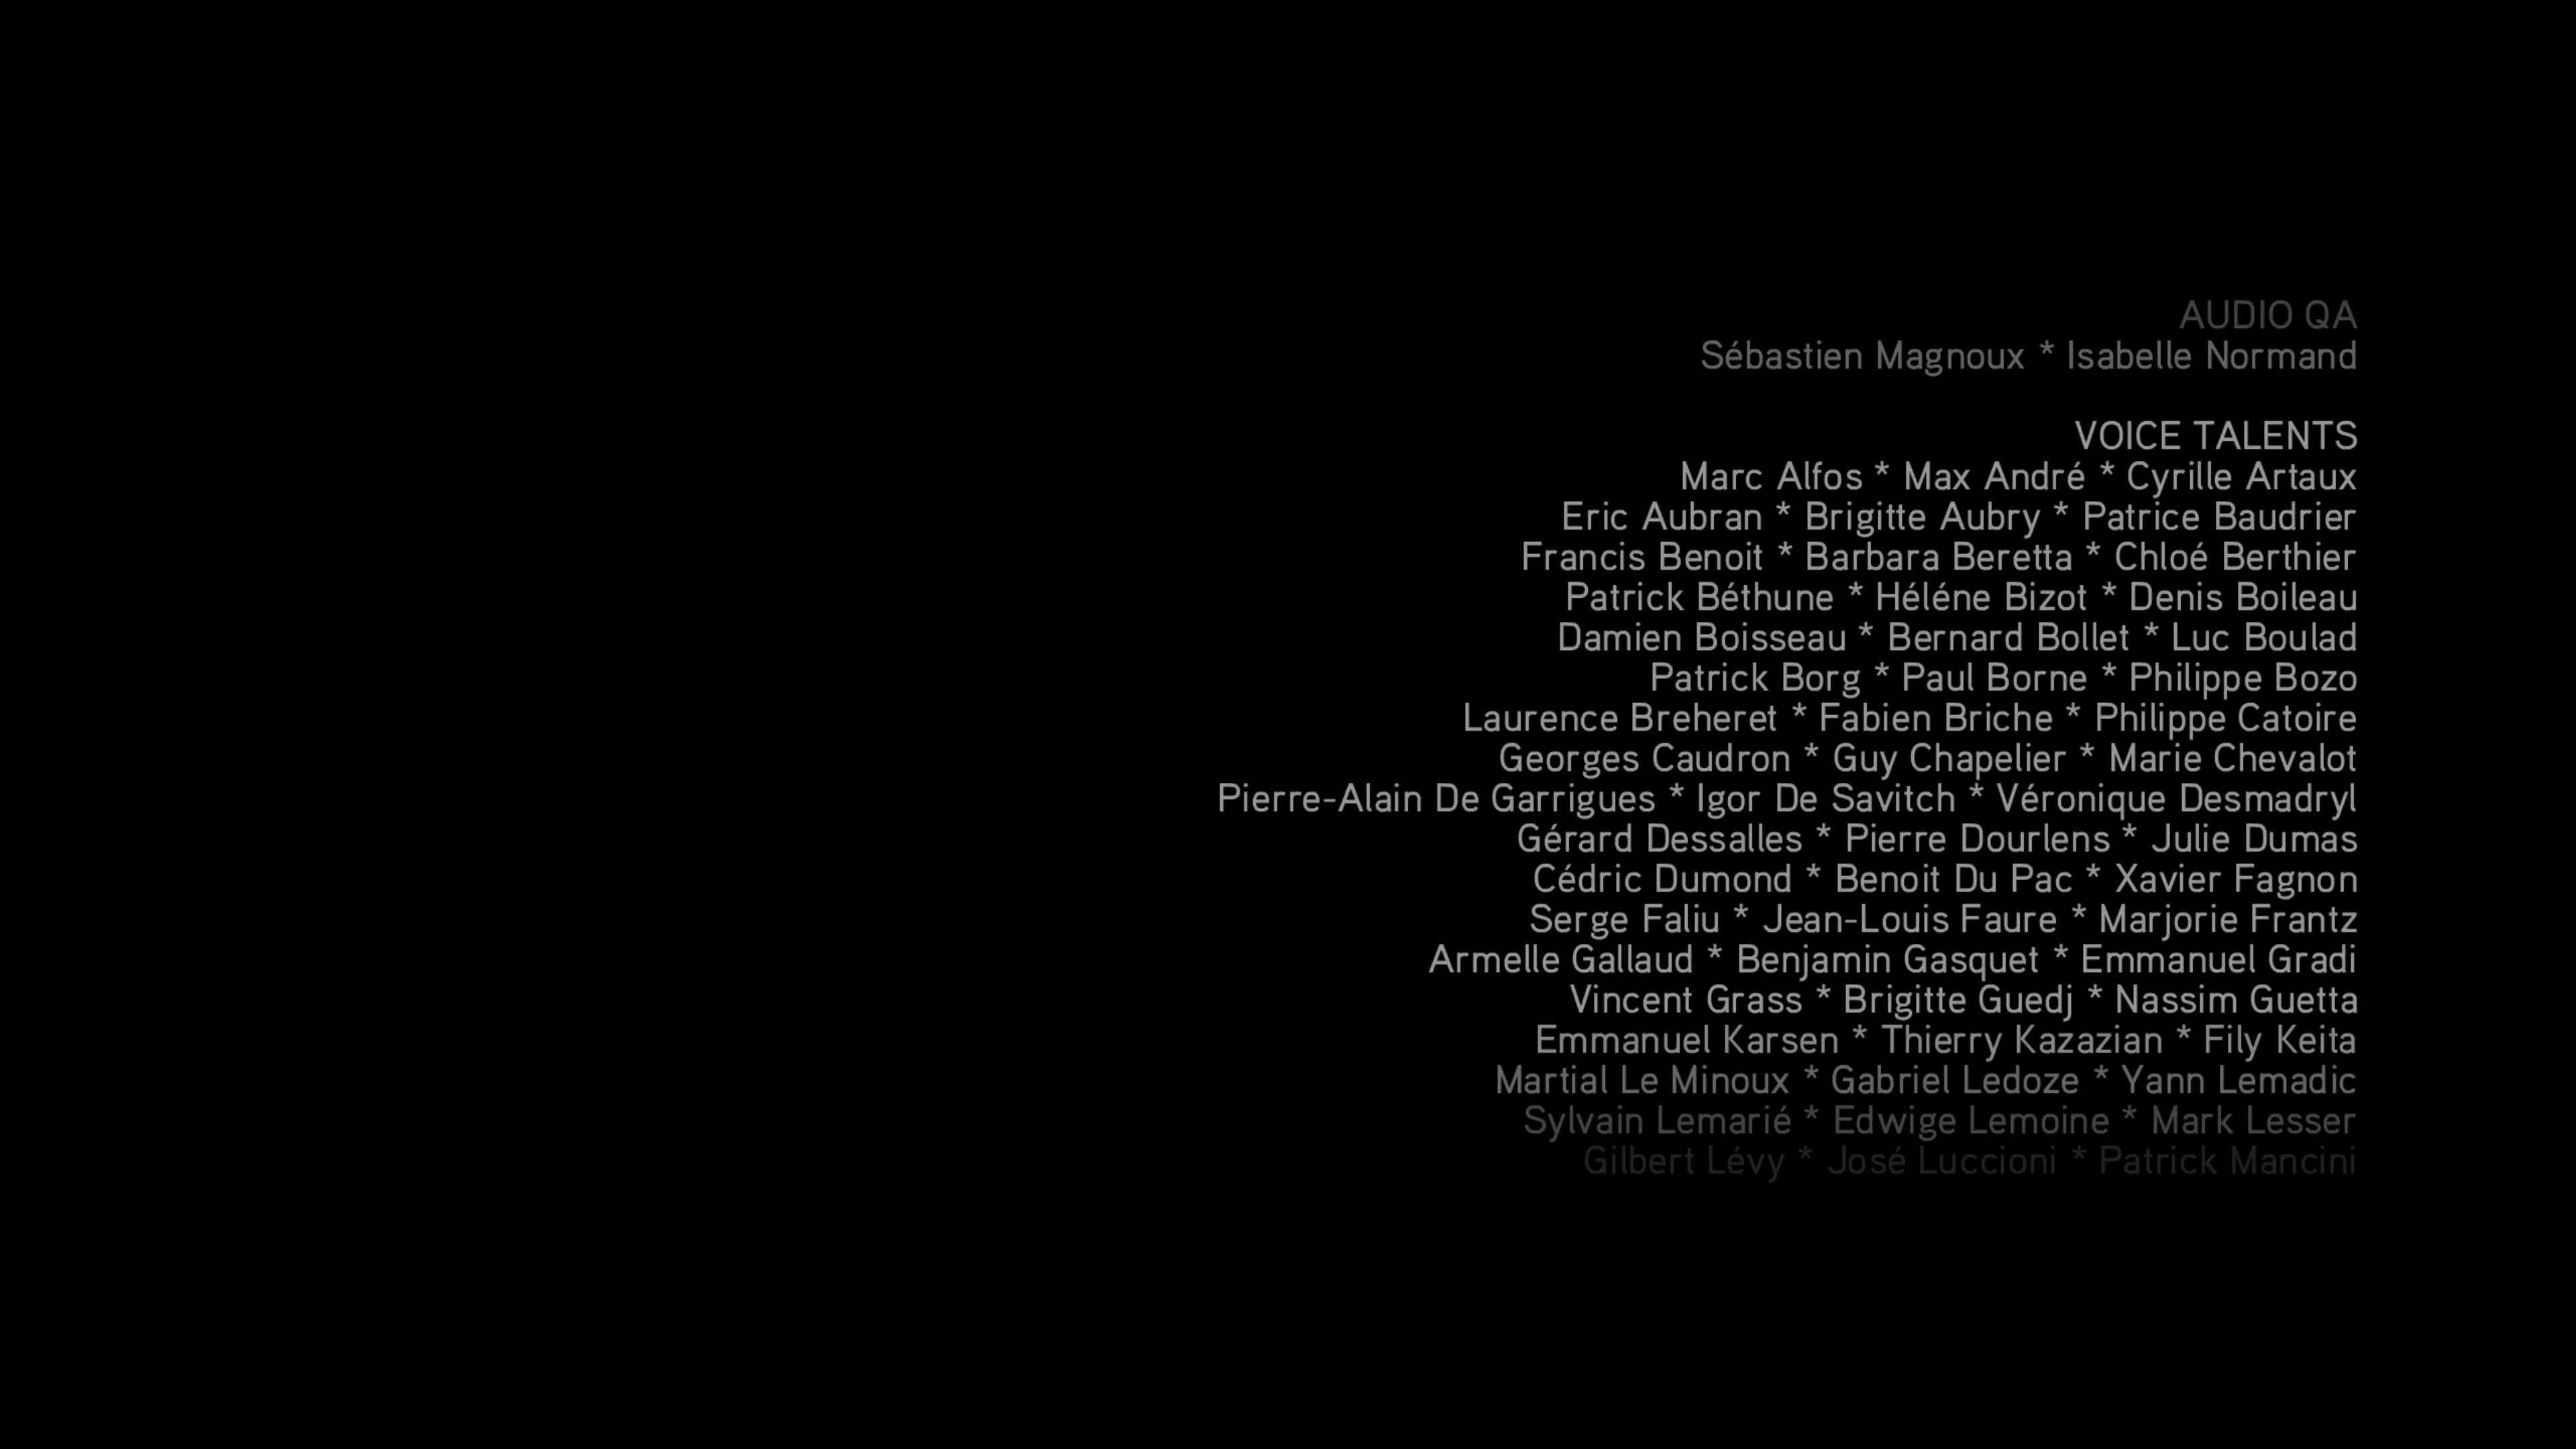 AUDIO QA
Sébastien Magnoux * Isabelle Normand
VOICE TALENTS
Marc Alfos * Max André * Cyrille Artaux
Eric Aubran * Brigitte Aubry * Patrice Baudrier
Francis Benoit * Barbara Beretta * Chloé Berthier
Patrick Béthune * Héléne Bizot * Denis Boileau
Damien Boisseau * Bernard Bollet * Luc Boulad
Patrick Borg * Paul Borne * Philippe Bozo
Laurence Breheret * Fabien Briche * Philippe Catoire
Georges Caudron * Guy Chapelier * Marie Chevalot
Pierre-Alain De Garrigues * Igor De Savitch * Véronique Desmadryl
Gérard Dessalles * Pierre Dourlens * Julie Dumas
Cédric Dumond * Benoit Du Pac * Xavier Fagnon
Serge Faliu * Jean-Louis Faure * Marjorie Frantz
Armelle Gallaud * Benjamin Gasquet * Emmanuel Gradi
Vincent Grass * Brigitte Guedj * Nassim Guetta
Emmanuel Karsen * Thierry Kazazian * Fily Keita
Martial Le Minoux * Gabriel Ledoze * Yann Lemadic
Sylvain Lemarié * Edwige Lemoine * Mark Lesser
Gilbert Lévy * José Luccioni * Patrick Mancini